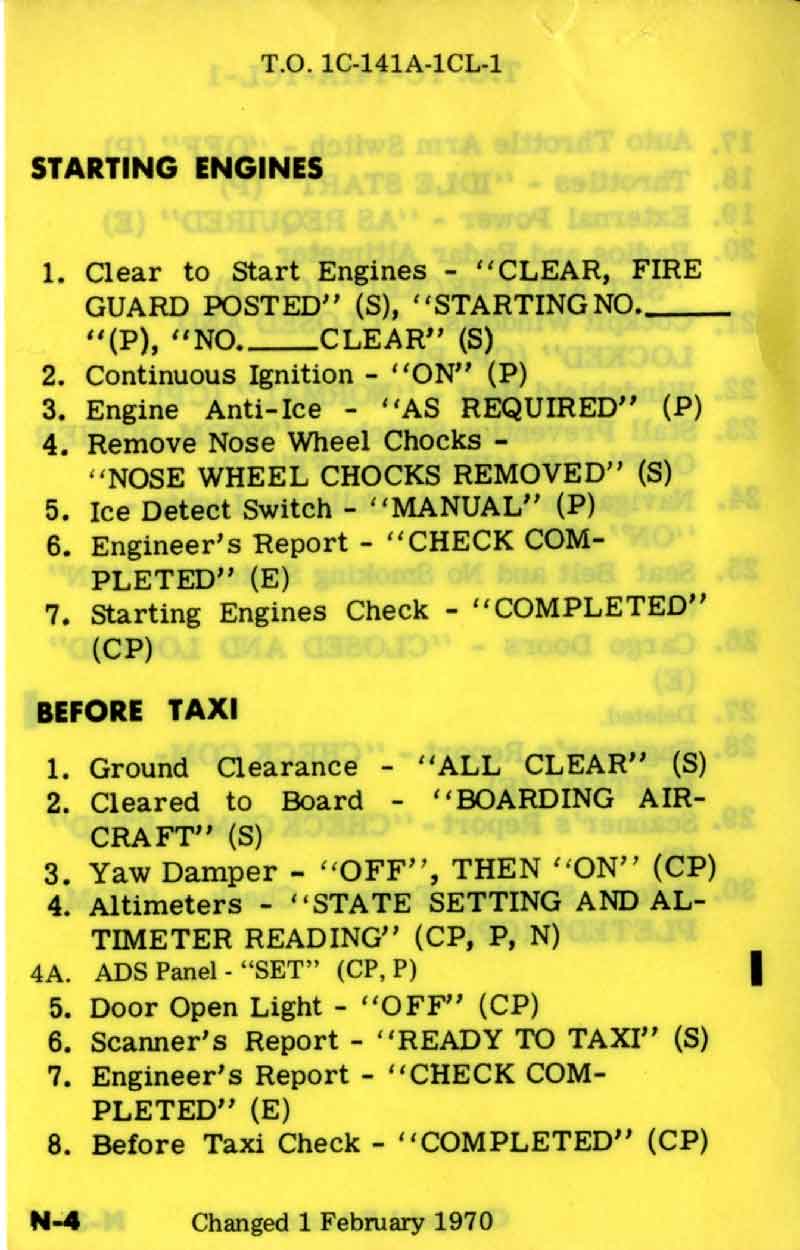 T.O. 1C-141A-1CL-1
STARTING ENGINES
1. Clear to Start Engines - "CLEAR, FIRE
GUARD POSTED" (S), "STARTING NO.____
"(P), "NO.____CLEAR" (S)
2. Continuous Ignition - "ON" (P)
3. Engine Anti-Ice - "AS REQUIRED" (P)
4. Remove Nose Wheel Chocks -
"NOSE WHEEL CHOCKS REMOVED" (S)
5. Ice Detect Switch - "MANUAL" (P)
6. Engineer's Report - "CHECK COM-
PLETED" (E)
7. Starting Engines Check - "COMPLETED"
(CP)
BEFORE TAXI
1. Ground Clearance - "ALL CLEAR" (S)
2. Cleared to Board - "BOARDING AIR-
CRAFT" (S)
3. Yaw Damper - "OFF", THEN "ON" (CP)
4. Altimeters - "STATE SETTING AND AL-
TIMETER READING" (CP, P, N)
4A. ADS Panel - "SET" (CP, P)
5. Door Open Light - "OFF" (CP)
6. Scanner's Report - "READY TO TAXI" (S)
7. Engineer's Report - "CHECK COM-
PLETED" (E)
8. Before Taxi Check - "COMPLETED" (CP)
N-4 Changed 1 February 1970